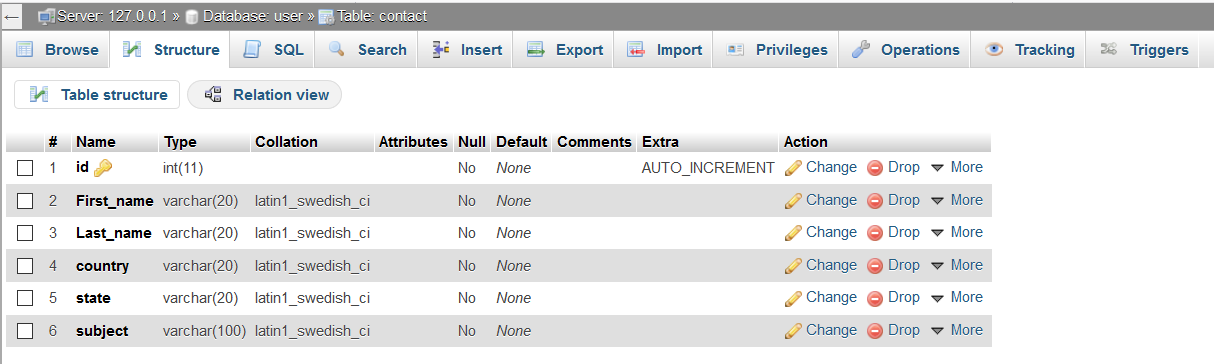 Server: 127.0.0.1 » Database: user » Table: contact
Browse Structure SQL Search Insert Export Import Privileges Operations Tracking Triggers
Table structure Relation view
# Name Type Collation Attributes Null Default Comments Extra Action
1 id int(11) No None AUTO_INCREMENT Change Drop More
2 First_name varchar(20) latin1_swedish_ci No None Change Drop More
3 Last_name varchar(20) latin1_swedish_ci No None Change Drop More
4 country varchar(20) latin1_swedish_ci No None Change Drop More
5 state varchar(20) latin1_swedish_ci No None Change Drop More
6 subject varchar(100) latin1_swedish_ci No None Change Drop More